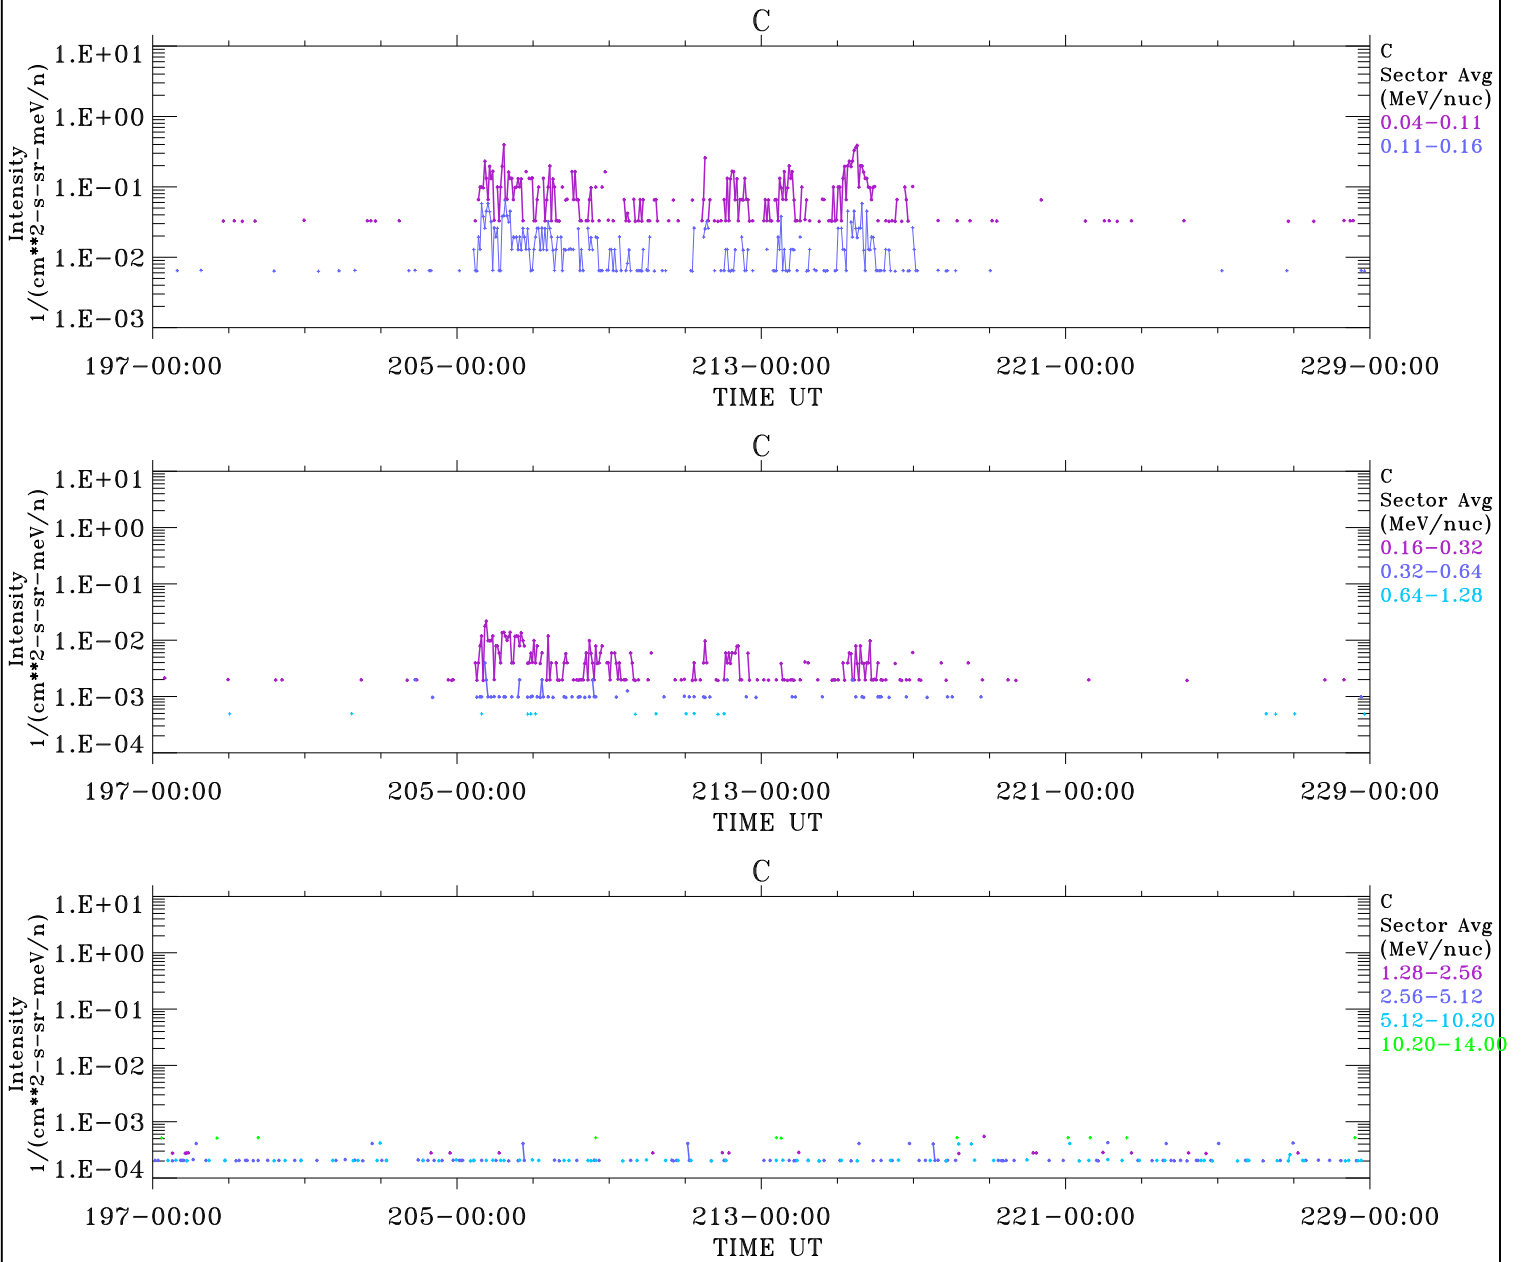 C
1.E+01
1.E+00
1.E−01
1.E−02
1.E−03
Intensity
1/(cm**2−s−sr−meV/n)
197−00:00 205−00:00 213−00:00 221−00:00 229−00:00
TIME UT
C
Sector Avg
(MeV/nuc)
0.04−0.11
0.11−0.16
C
1.E+01
1.E+00
1.E−01
1.E−02
1.E−03
1.E−04
Intensity
1/(cm**2−s−sr−meV/n)
197−00:00 205−00:00 213−00:00 221−00:00 229−00:00
TIME UT
C
Sector Avg
(MeV/nuc)
0.16−0.32
0.32−0.64
0.64−1.28
C
1.E+01
1.E+00
1.E−01
1.E−02
1.E−03
1.E−04
Intensity
1/(cm**2−s−sr−meV/n)
197−00:00 205−00:00 213−00:00 221−00:00 229−00:00
TIME UT
C
Sector Avg
(MeV/nuc)
1.28−2.56
2.56−5.12
5.12−10.20
10.20−14.00